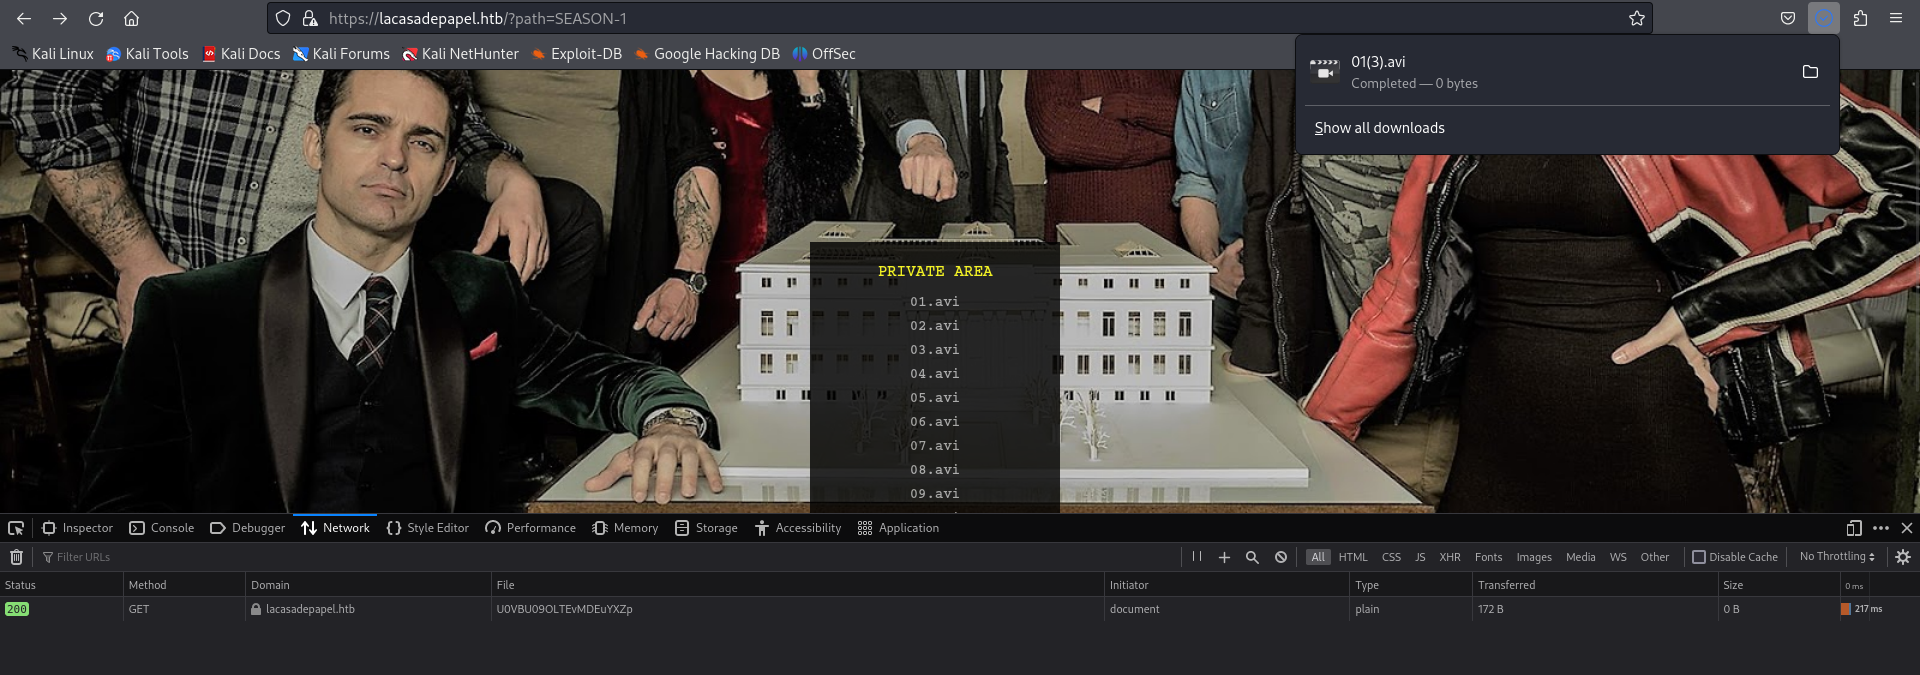 https://lacasadepapel.htb/?path=SEASON-1
Kali Linux Kali Tools Kali Docs Kali Forums Kali NetHunter Exploit-DB Google Hacking DB OffSec
01(3).avi
Completed — 0 bytes
Show all downloads
PRIVATE AREA
01.avi
02.avi
03.avi
04.avi
05.avi
06.avi
07.avi
08.avi
09.avi
Inspector Console Debugger Network Style Editor Performance Memory Storage Accessibility Application
Filter URLs All HTML CSS JS XHR Fonts Images Media WS Other Disable Cache No Throttling
Status Method Domain File Initiator Type Transferred Size 0 ms
200 GET lacasadepapel.htb U0VBU09OLTEvMDEuYXZp document plain 172 B 0 B 217 ms